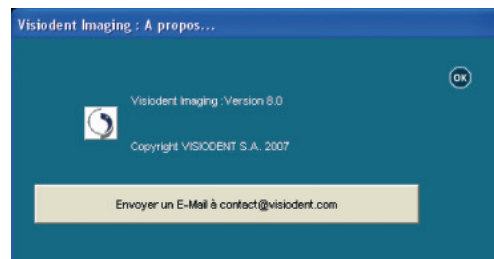 Visiodent Imaging : A propos...
OK
Visiodent Imaging : Version 8.0
Copyright VISIODENT S.A. 2007
Envoyer un E-Mail à contact@visiodent.com